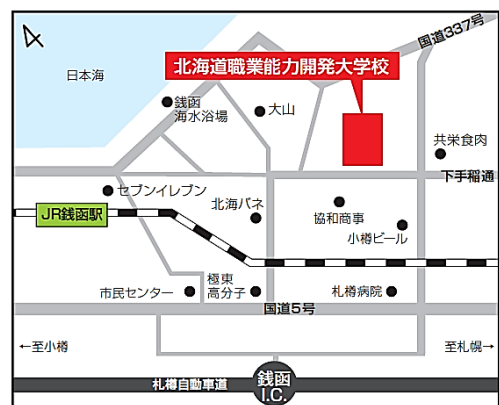 国道337号
日本海
北海道職業能力開発大学校
銭函
海水浴場
大山
共栄食肉
下手稲通
セブンイレブン
JR銭函駅
北海バネ
協和商事
小樽ビール
市民センター
極東
高分子
札樽病院
国道5号
←至小樽
至札幌→
札樽自動車道
銭函
I.C.